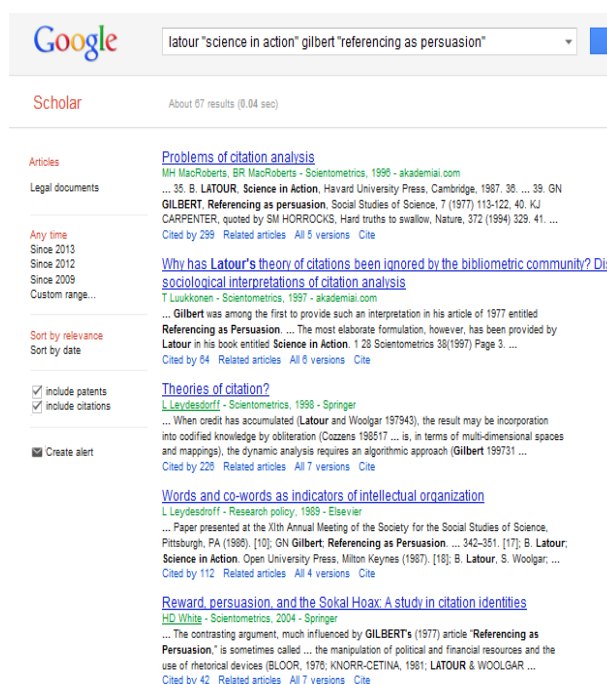 Google
latour "science in action" gilbert "referencing as persuasion"
Scholar
About 67 results (0.04 sec)
Articles
Legal documents
Any time
Since 2013
Since 2012
Since 2009
Custom range...
Sort by relevance
Sort by date
include patents
include citations
Create alert
Problems of citation analysis
MH MacRoberts, BR MacRoberts - Scientometrics, 1996 - akademiai.com
... 35. B. LATOUR, Science in Action, Havard University Press, Cambridge, 1987. 36. ... 39. GN
GILBERT, Referencing as persuasion, Social Studies of Science, 7 (1977) 113-122, 40. KJ
CARPENTER, quoted by SM HORROCKS, Hard truths to swallow, Nature, 372 (1994) 329. 41. ...
Cited by 299 Related articles All 5 versions Cite
Why has Latour's theory of citations been ignored by the bibliometric community? Dis
sociological interpretations of citation analysis
T Luukkonen - Scientometrics, 1997 - akademiai.com
... Gilbert was among the first to provide such an interpretation in his article of 1977 entitled
Referencing as Persuasion. ... The most elaborate formulation, however, has been provided by
Latour in his book entitled Science in Action. 1 28 Scientometrics 38(1997) Page 3. ...
Cited by 64 Related articles All 6 versions Cite
Theories of citation?
L Leydesdorff - Scientometrics, 1998 - Springer
... When credit has accumulated (Latour and Woolgar 197943), the result may be incorporation
into codified knowledge by obliteration (Cozzens 198517 ... is, in terms of multi-dimensional spaces
and mappings), the dynamic analysis requires an algorithmic approach (Gilbert 199731 ...
Cited by 226 Related articles All 7 versions Cite
Words and co-words as indicators of intellectual organization
L Leydesdroff - Research policy, 1989 - Elsevier
... Paper presented at the XIth Annual Meeting of the Society for the Social Studies of Science,
Pittsburgh, PA (1986). [10]; GN Gilbert; Referencing as Persuasion. ... 342–351. [17]; B. Latour;
Science in Action. Open University Press, Milton Keynes (1987). [18]; B. Latour, S. Woolgar; ...
Cited by 112 Related articles All 4 versions Cite
Reward, persuasion, and the Sokal Hoax: A study in citation identities
HD White - Scientometrics, 2004 - Springer
... The contrasting argument, much influenced by GILBERT's (1977) article "Referencing as
Persuasion," is sometimes called ... the manipulation of political and financial resources and the
use of rhetorical devices (BLOOR, 1976; KNORR-CETINA, 1981; LATOUR & WOOLGAR ...
Cited by 42 Related articles All 7 versions Cite